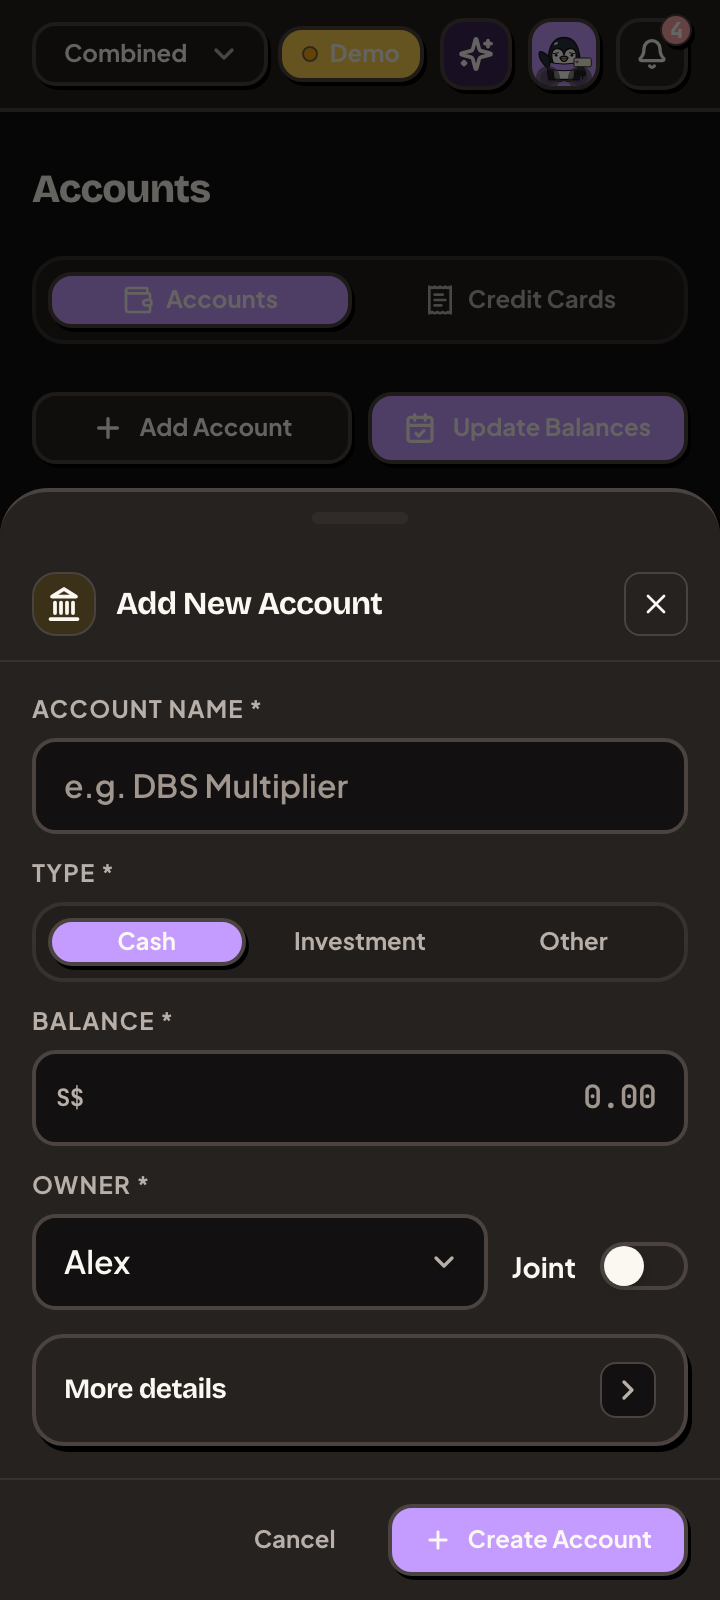 Combined
Demo
4
Accounts
Accounts
Credit Cards
Add Account
Update Balances
Add New Account
ACCOUNT NAME *
e.g. DBS Multiplier
TYPE *
Cash
Investment
Other
BALANCE *
S$
0.00
OWNER *
Alex
Joint
More details
Cancel
Create Account